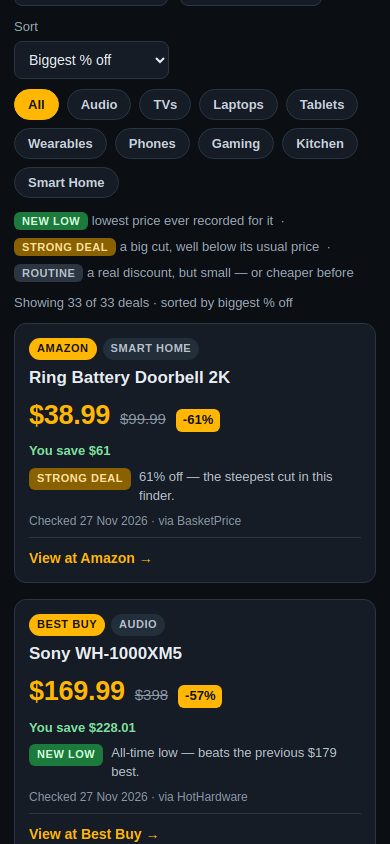 Sort
Biggest % off
All Audio TVs Laptops Tablets
Wearables Phones Gaming Kitchen
Smart Home
NEW LOW lowest price ever recorded for it ·
STRONG DEAL a big cut, well below its usual price ·
ROUTINE a real discount, but small — or cheaper before
Showing 33 of 33 deals · sorted by biggest % off
AMAZON SMART HOME
Ring Battery Doorbell 2K
$38.99 $99.99 -61%
You save $61
STRONG DEAL 61% off — the steepest cut in this
finder.
Checked 27 Nov 2026 · via BasketPrice
View at Amazon →
BEST BUY AUDIO
Sony WH-1000XM5
$169.99 $398 -57%
You save $228.01
NEW LOW All-time low — beats the previous $179
best.
Checked 27 Nov 2026 · via HotHardware
View at Best Buy →